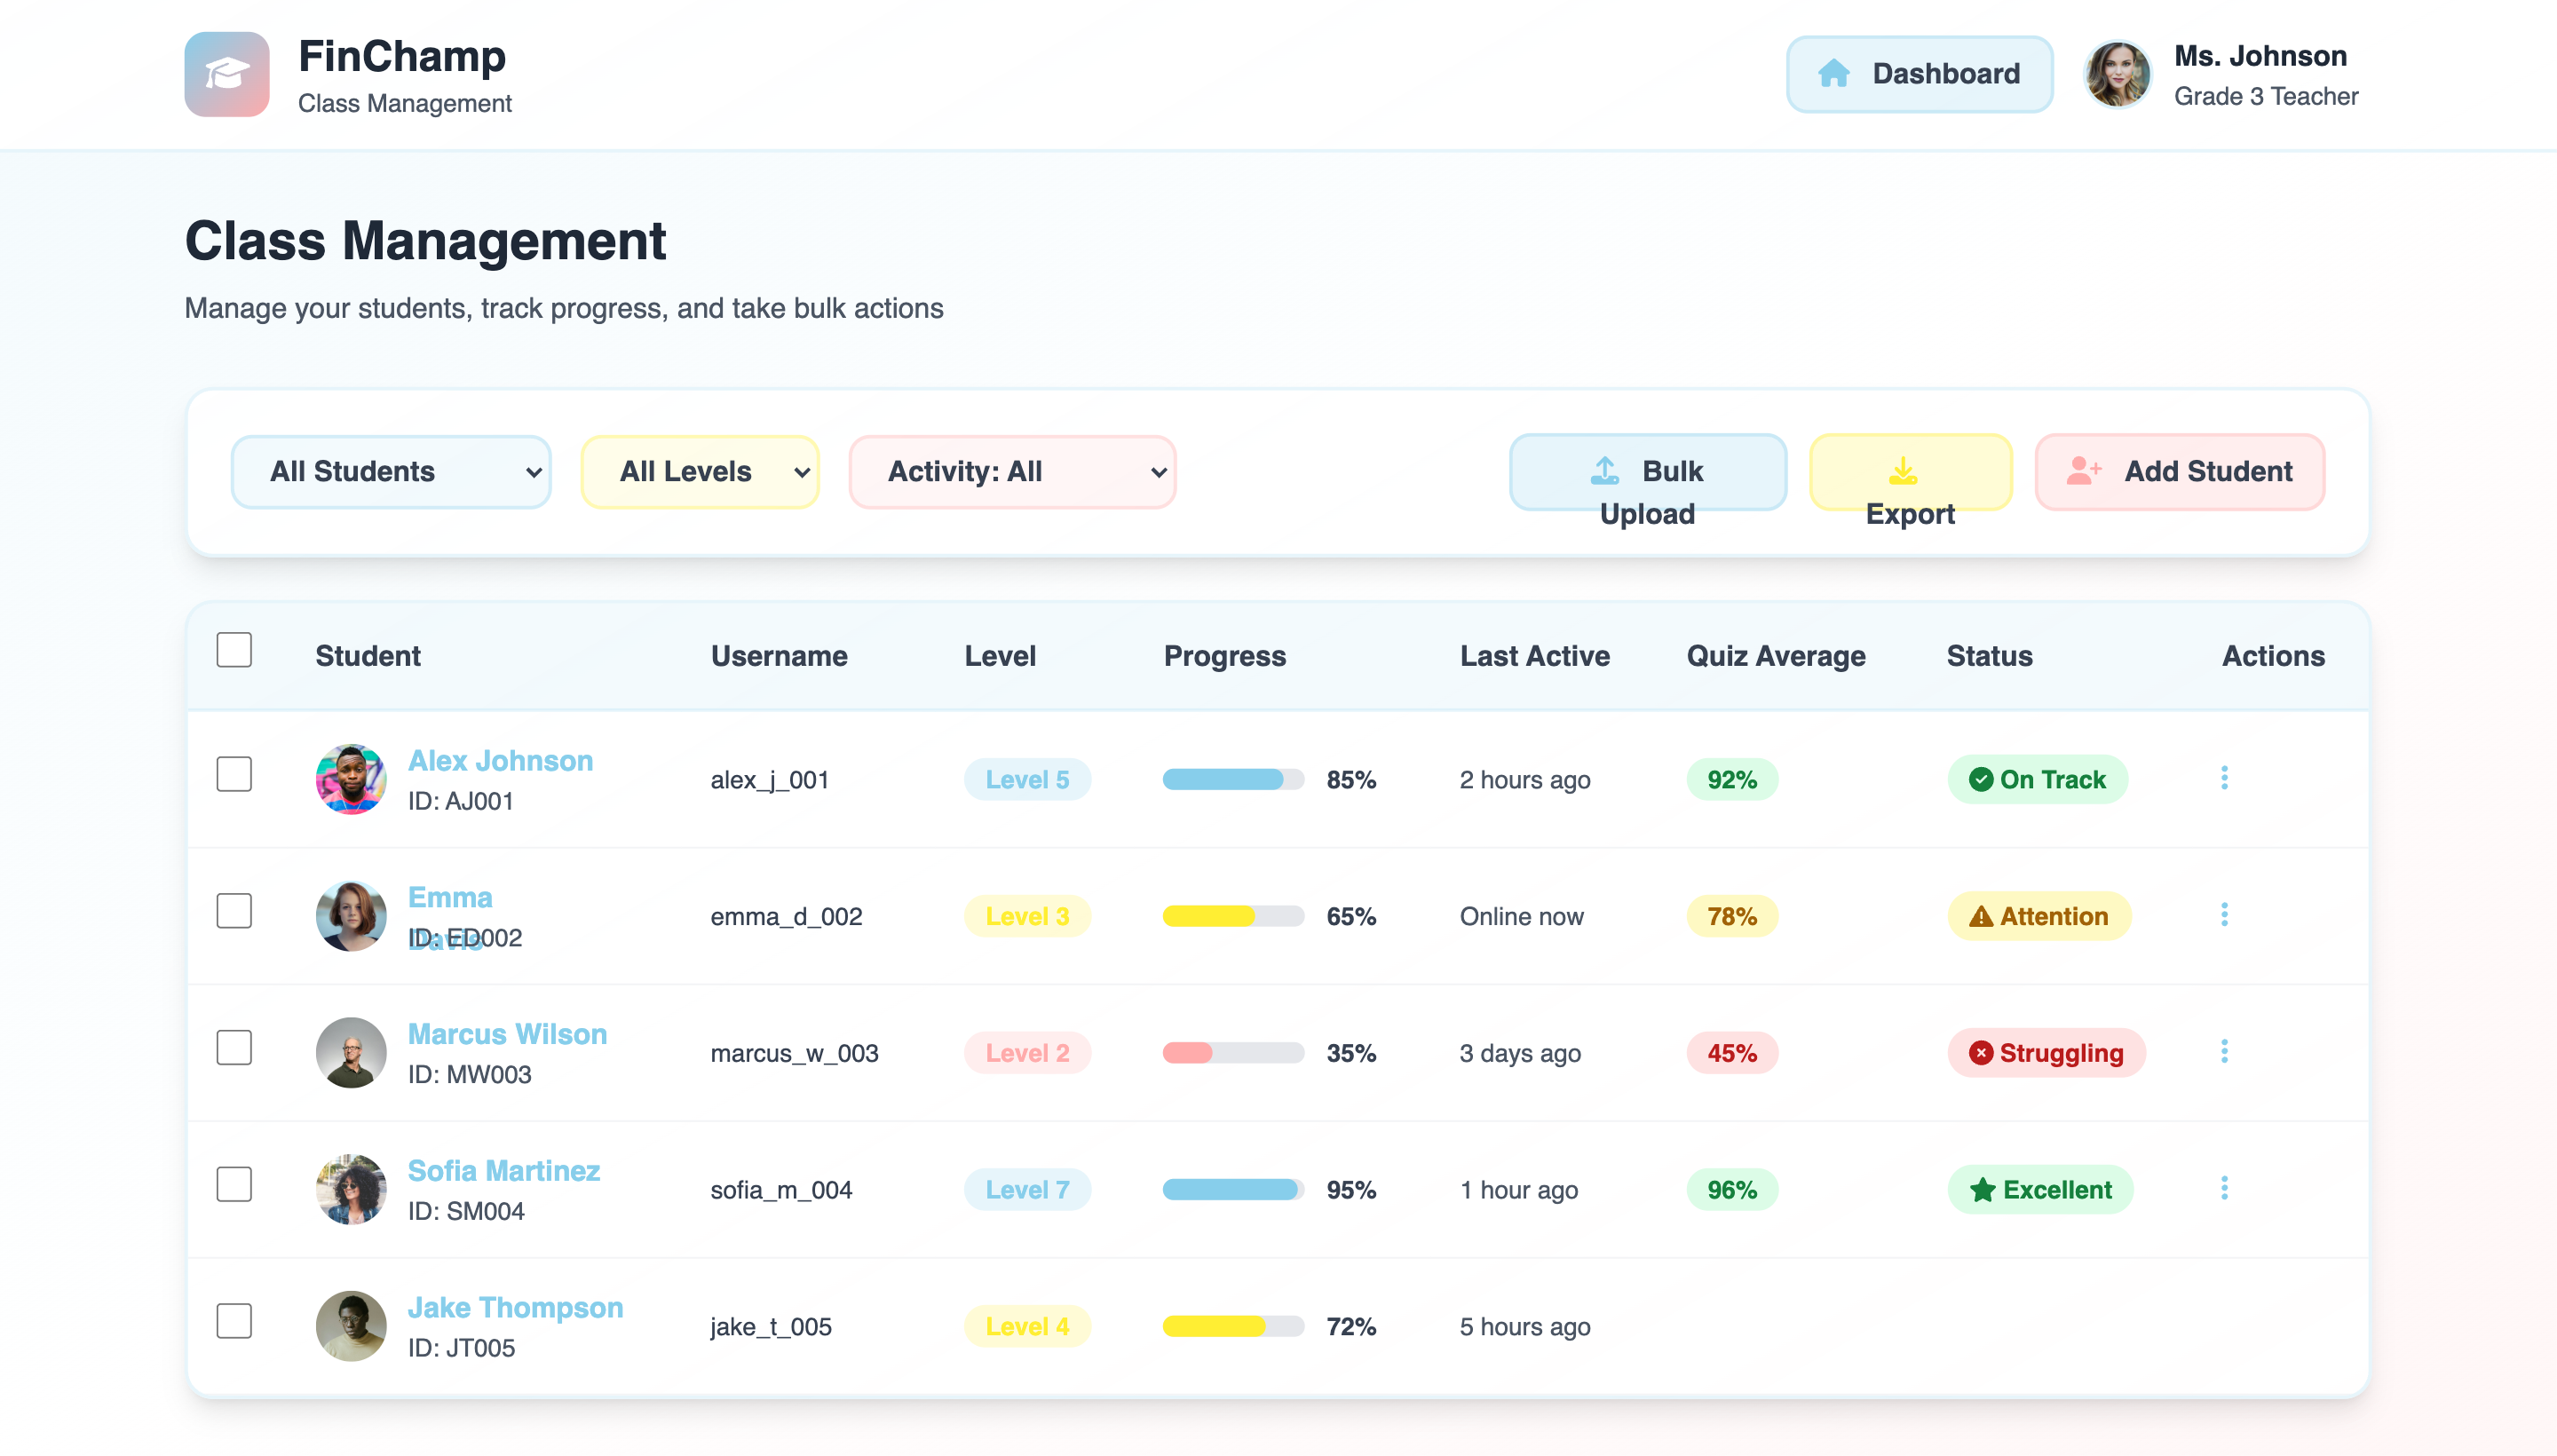 FinChamp
Class Management
Dashboard
Ms. Johnson
Grade 3 Teacher
Class Management
Manage your students, track progress, and take bulk actions
All Students
All Levels
Activity: All
Bulk
Upload
Export
Add Student
Student Username Level Progress Last Active Quiz Average Status Actions
Alex Johnson
ID: AJ001
alex_j_001 Level 5 85% 2 hours ago 92% On Track
Emma
Davis
ID: ED002
emma_d_002 Level 3 65% Online now 78% Attention
Marcus Wilson
ID: MW003
marcus_w_003 Level 2 35% 3 days ago 45% Struggling
Sofia Martinez
ID: SM004
sofia_m_004 Level 7 95% 1 hour ago 96% Excellent
Jake Thompson
ID: JT005
jake_t_005 Level 4 72% 5 hours ago